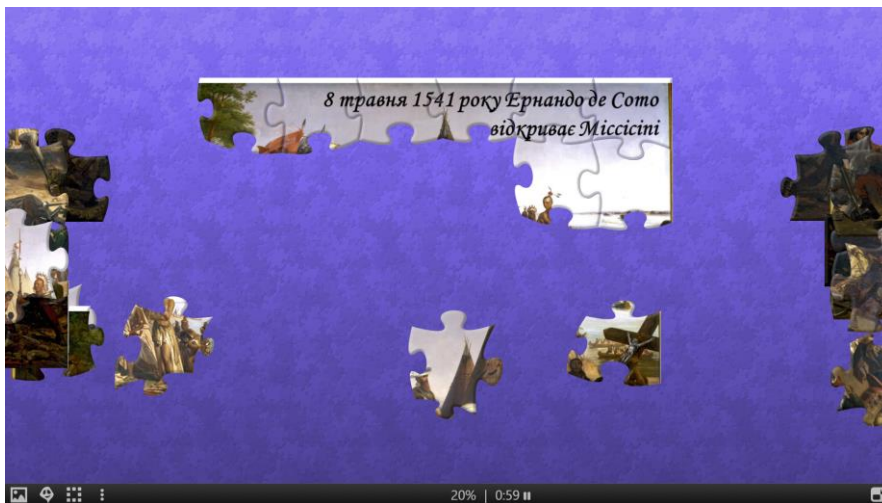 8 травня 1541 року Ернандо де Сото
відкриває Міссісіпі
20% | 0:59